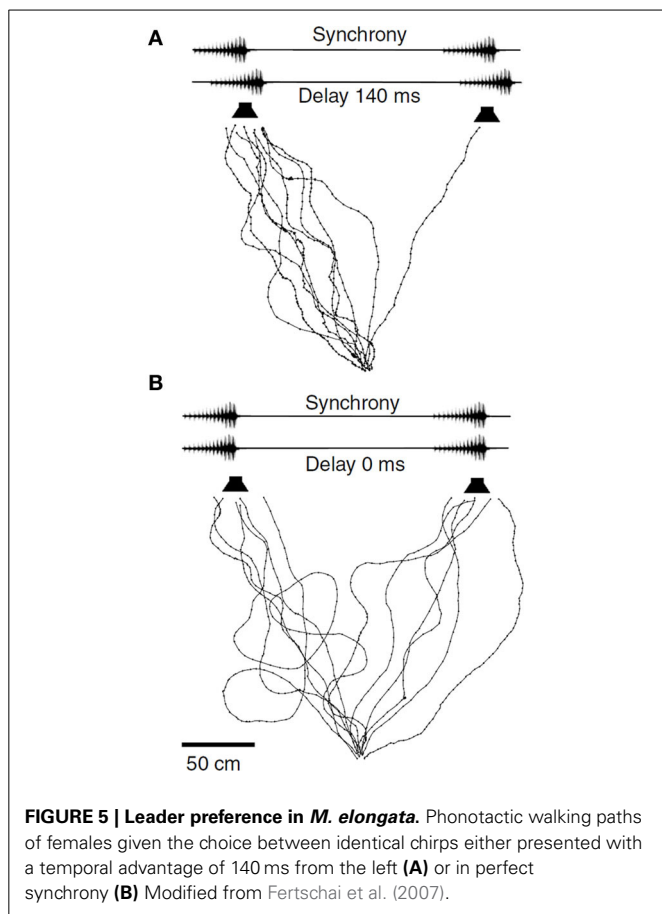 A
Synchrony
Delay 140 ms
B
Synchrony
Delay 0 ms
50 cm
FIGURE 5 | Leader preference in M. elongata. Phonotactic walking paths
of females given the choice between identical chirps either presented with
a temporal advantage of 140 ms from the left (A) or in perfect
synchrony (B) Modified from Fertschai et al. (2007).